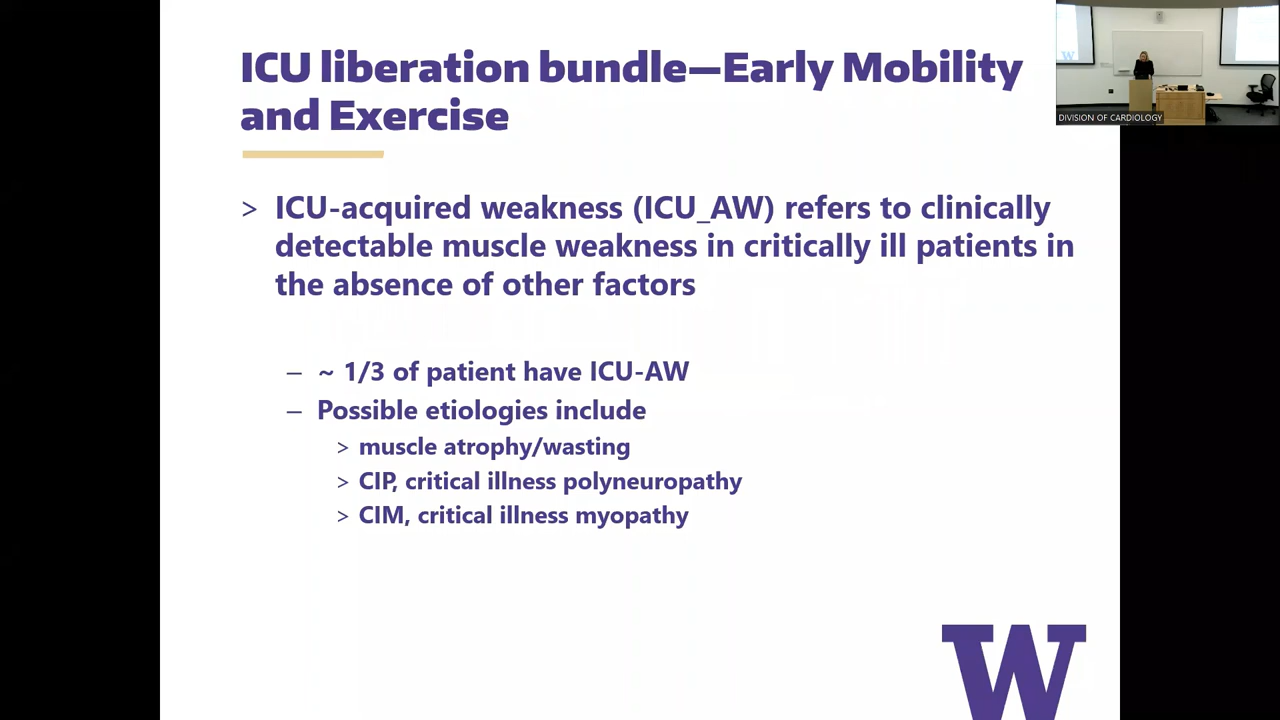 ICU liberation bundle—Early Mobility
and Exercise
DIVISION OF CARDIOLOGY
> ICU-acquired weakness (ICU_AW) refers to clinically
detectable muscle weakness in critically ill patients in
the absence of other factors
– ~ 1/3 of patient have ICU-AW
– Possible etiologies include
> muscle atrophy/wasting
> CIP, critical illness polyneuropathy
> CIM, critical illness myopathy
W